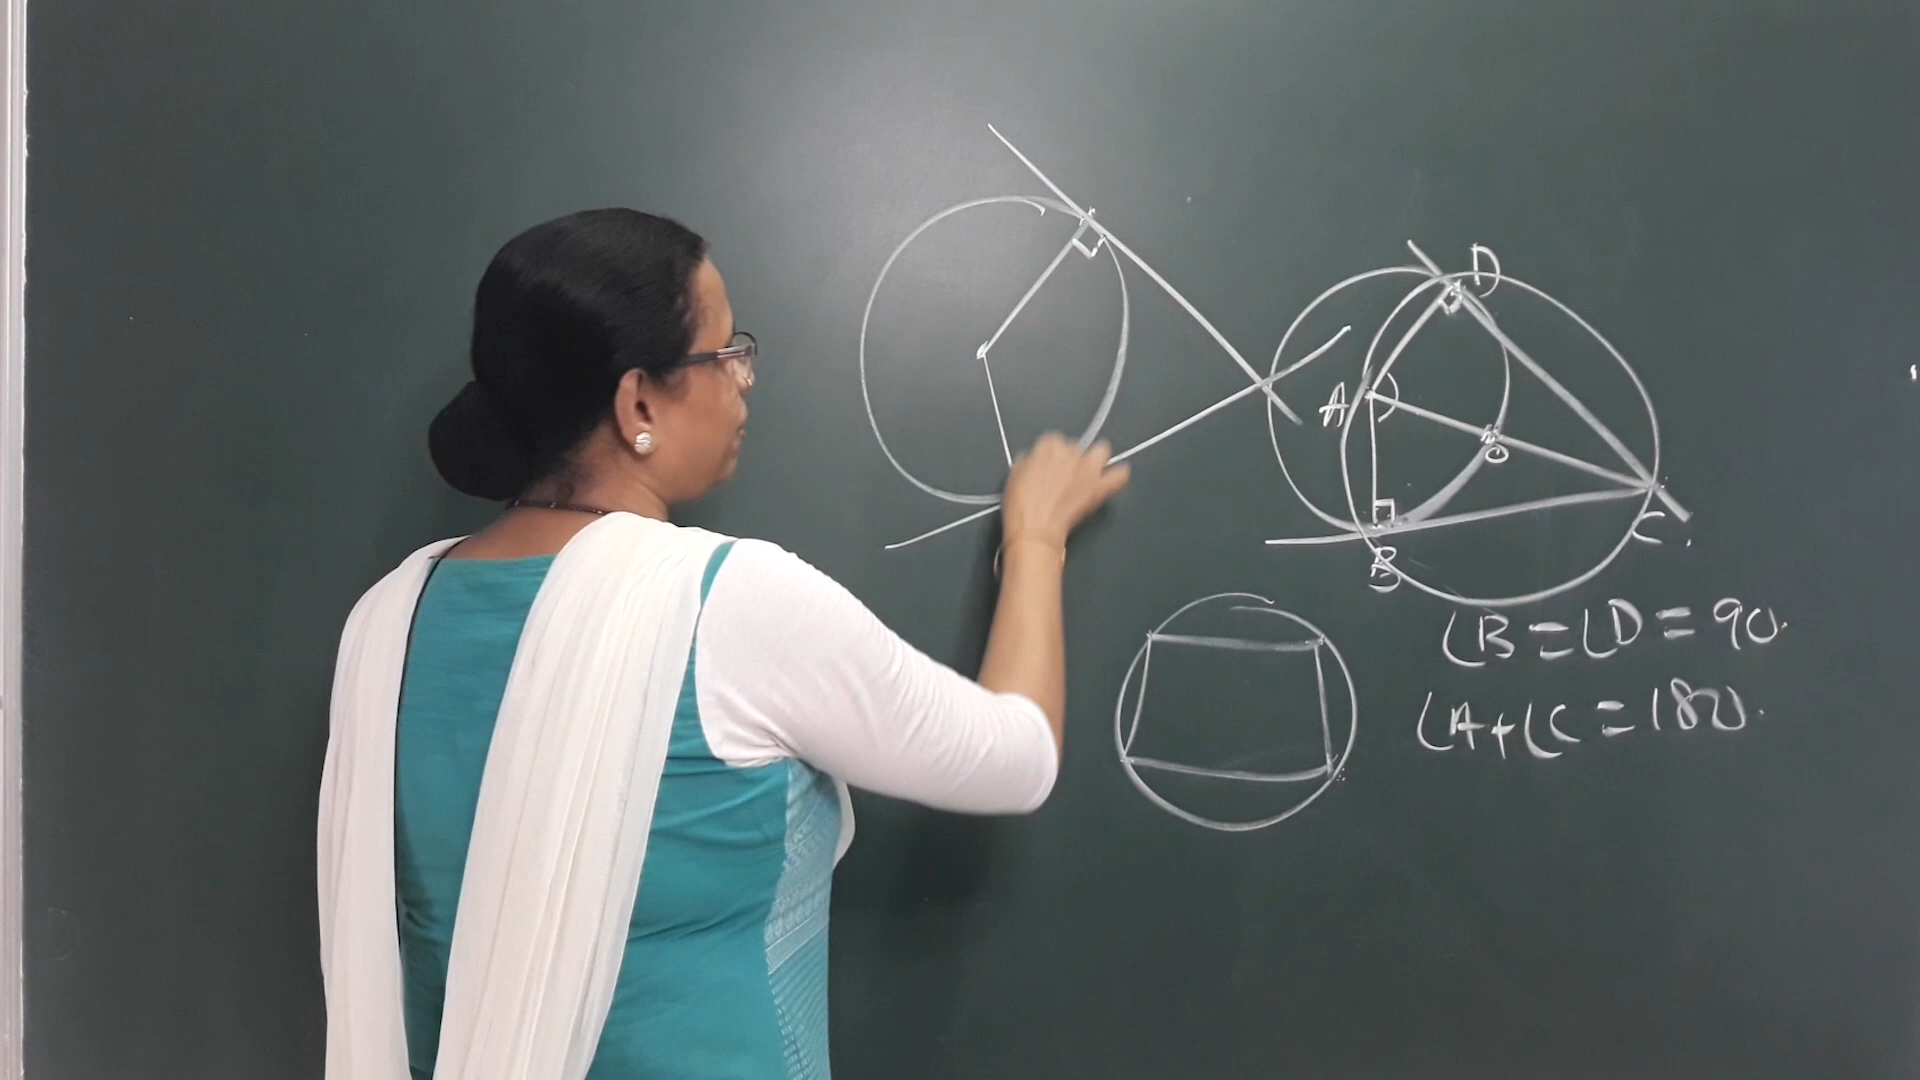 D
A
O
B
C
∠B = ∠D = 90.
∠A + ∠C = 180.